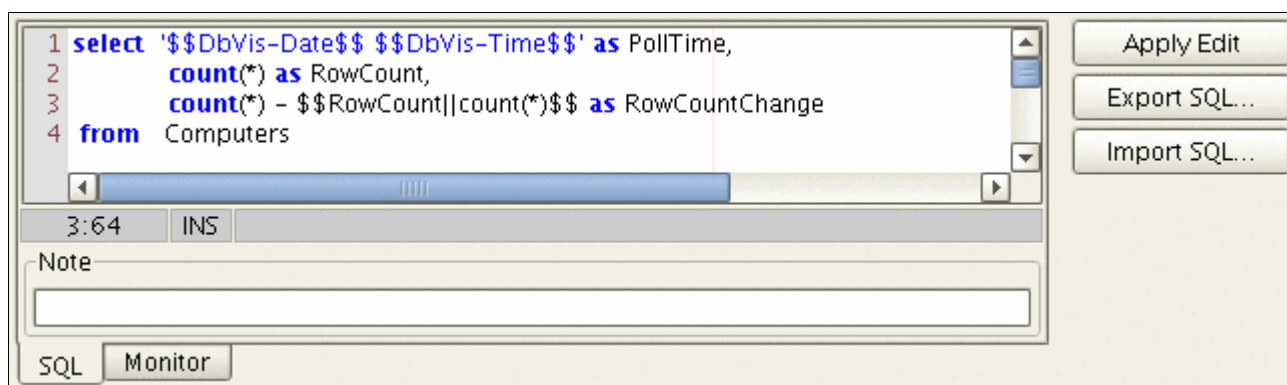 1 select '$$DbVis-Date$$ $$DbVis-Time$$' as PollTime,
2 count(*) as RowCount,
3 count(*) - $$RowCount||count(*)$$ as RowCountChange
4 from Computers
3:64 INS
Note
SQL Monitor
Apply Edit
Export SQL...
Import SQL...